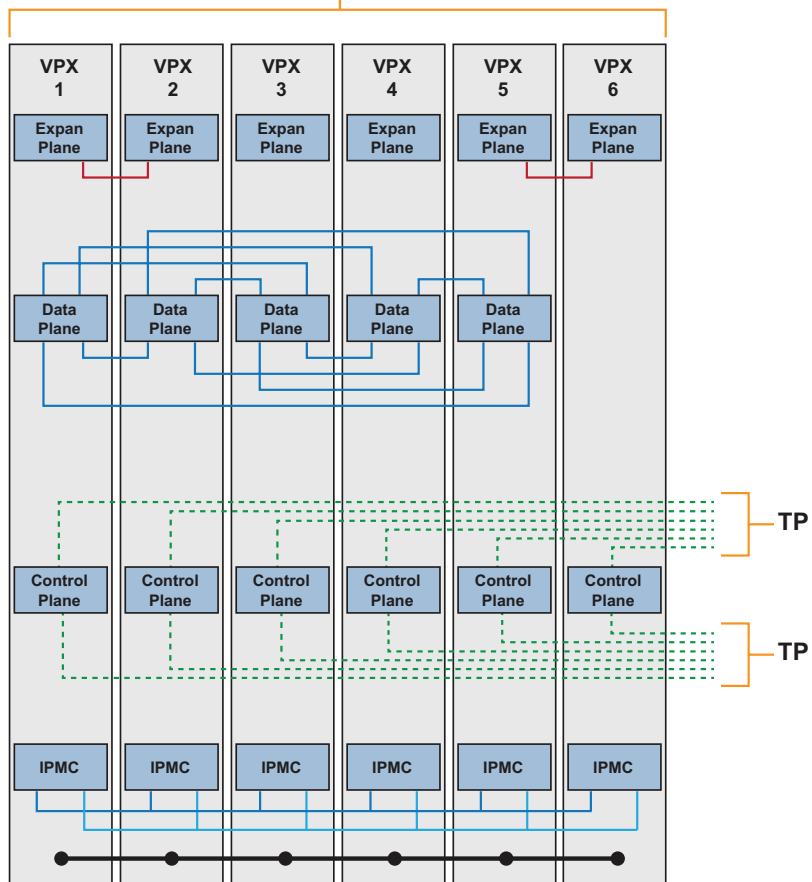 VPX
1
VPX
2
VPX
3
VPX
4
VPX
5
VPX
6
Expan
Plane
Expan
Plane
Expan
Plane
Expan
Plane
Expan
Plane
Expan
Plane
Data
Plane
Data
Plane
Data
Plane
Data
Plane
Data
Plane
TP
Control
Plane
Control
Plane
Control
Plane
Control
Plane
Control
Plane
Control
Plane
TP
IPMC
IPMC
IPMC
IPMC
IPMC
IPMC